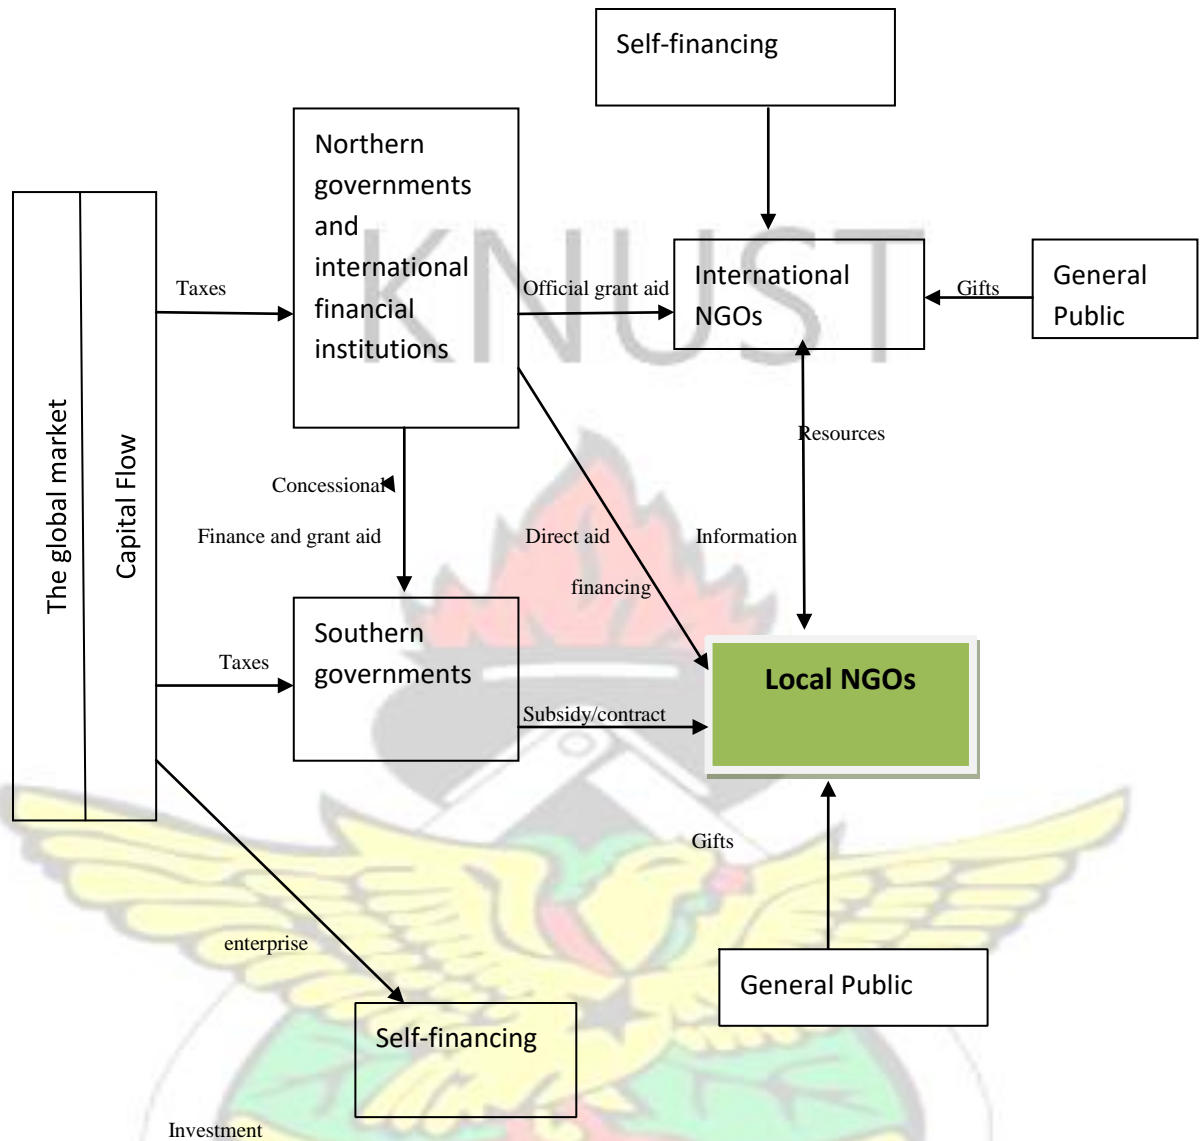 Self-financing
Northern
governments
and
international
financial
institutions
KNUST
International
NGOs
General
Public
Taxes
Official grant aid
Gifts
The global market
Capital Flow
Resources
Concessional
Finance and grant aid
Direct aid
financing
Information
Southern
governments
Taxes
Local NGOs
Subsidy/contract
Gifts
enterprise
General Public
Self-financing
Investment